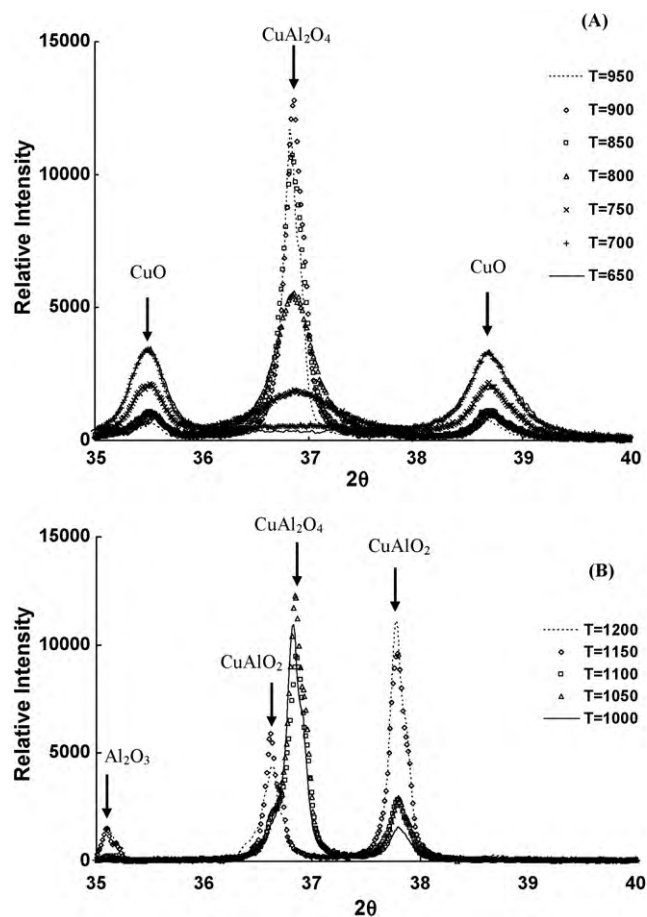 (A)
CuAl₂O₄
15000
T=950
T=900
T=850
T=800
T=750
T=700
T=650
10000
Relative Intensity
CuO
CuO
5000
0
35 36 37 38 39 40
2θ
CuAl₂O₄
15000
CuAlO₂
(B)
T=1200
T=1150
T=1100
T=1050
T=1000
10000
CuAlO₂
Relative Intensity
5000
Al₂O₃
0
35 36 37 38 39 40
2θ